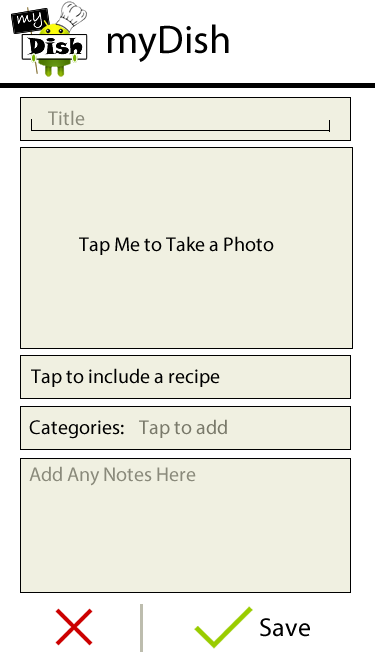 my
Dish
myDish
Title
Tap Me to Take a Photo
Tap to include a recipe
Categories: Tap to add
Add Any Notes Here
Save